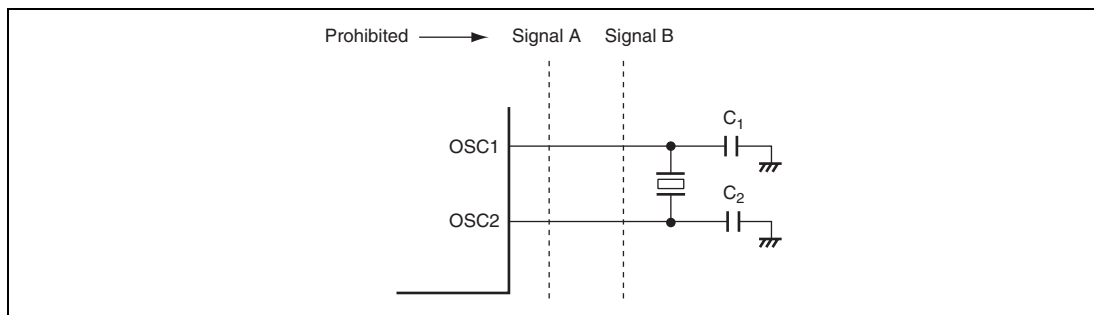 Prohibited Signal A Signal B
C1
OSC1
C2
OSC2